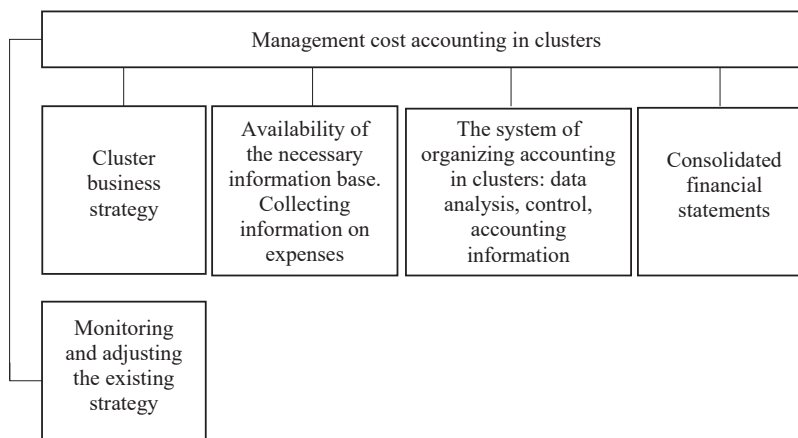 Management cost accounting in clusters
Cluster
business
strategy
Availability of
the necessary
information base.
Collecting
information on
expenses
The system of
organizing accounting
in clusters: data
analysis, control,
accounting
information
Consolidated
financial
statements
Monitoring
and adjusting
the existing
strategy